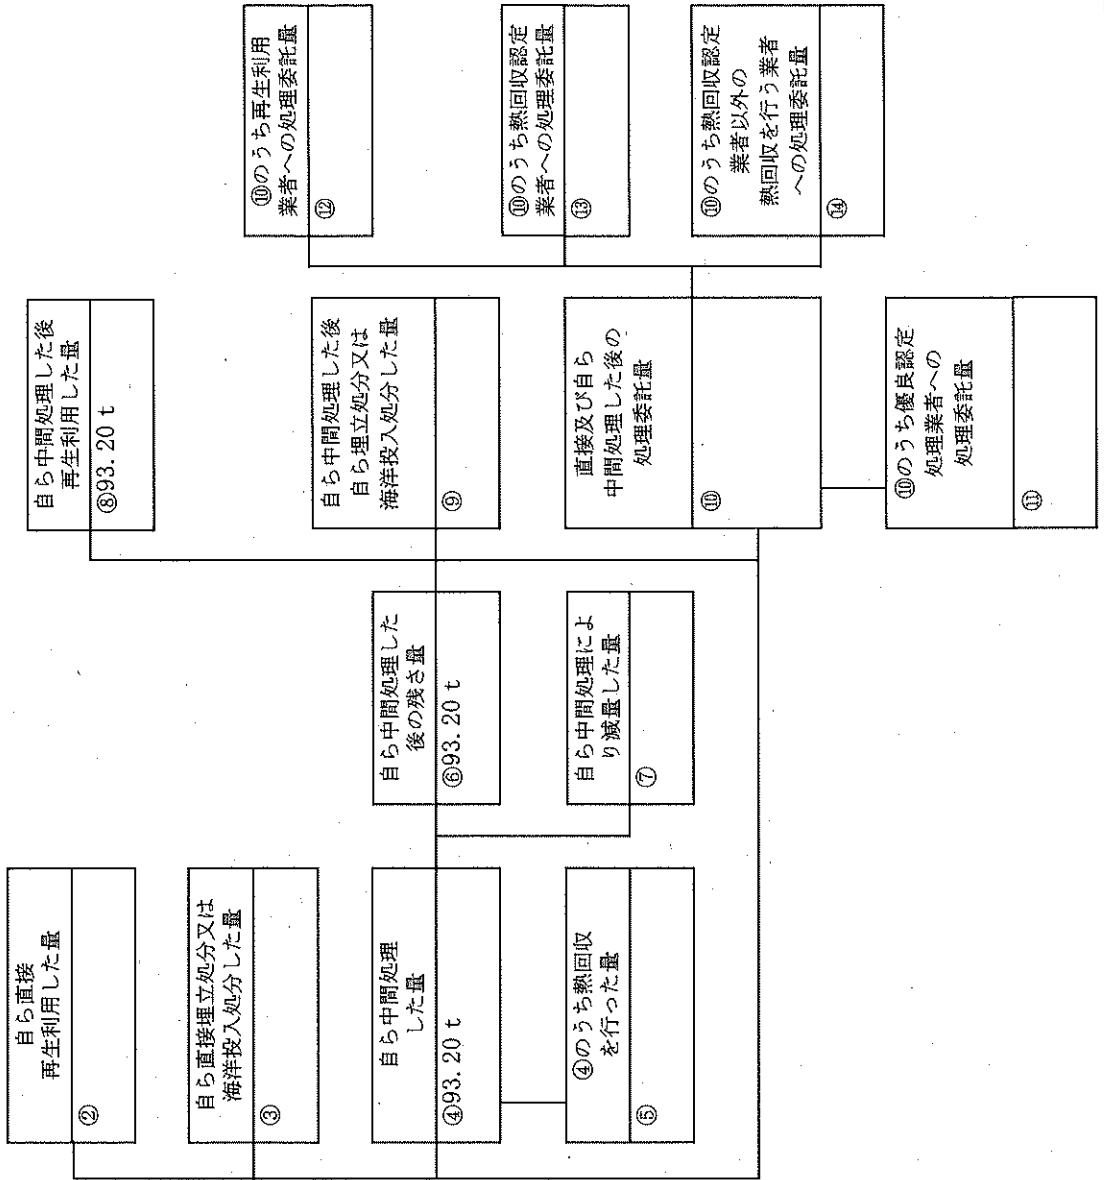 自ら直接
再生利用した量
②
自ら直接埋立処分又は
海洋投入処分した量
③
自ら中間処理
した量
④93.20ｔ
④のうち熱回収
を行った量
⑤
自ら中間処理した
後の残さ量
⑥93.20ｔ
自ら中間処理によ
り減量した量
⑦
自ら中間処理した後
再生利用した量
⑧93.20ｔ
自ら中間処理した後
自ら埋立処分又は
海洋投入処分した量
⑨
直接及び自ら
中間処理した後の
処理委託量
⑩
⑩のうち優良認定
処理業者への
処理委託量
⑪
⑩のうち再生利用
業者への処理委託量
⑫
⑩のうち熱回収認定
業者への処理委託量
⑬
⑩のうち熱回収認定
業者以外の
熱回収を行う業者
への処理委託量
⑭